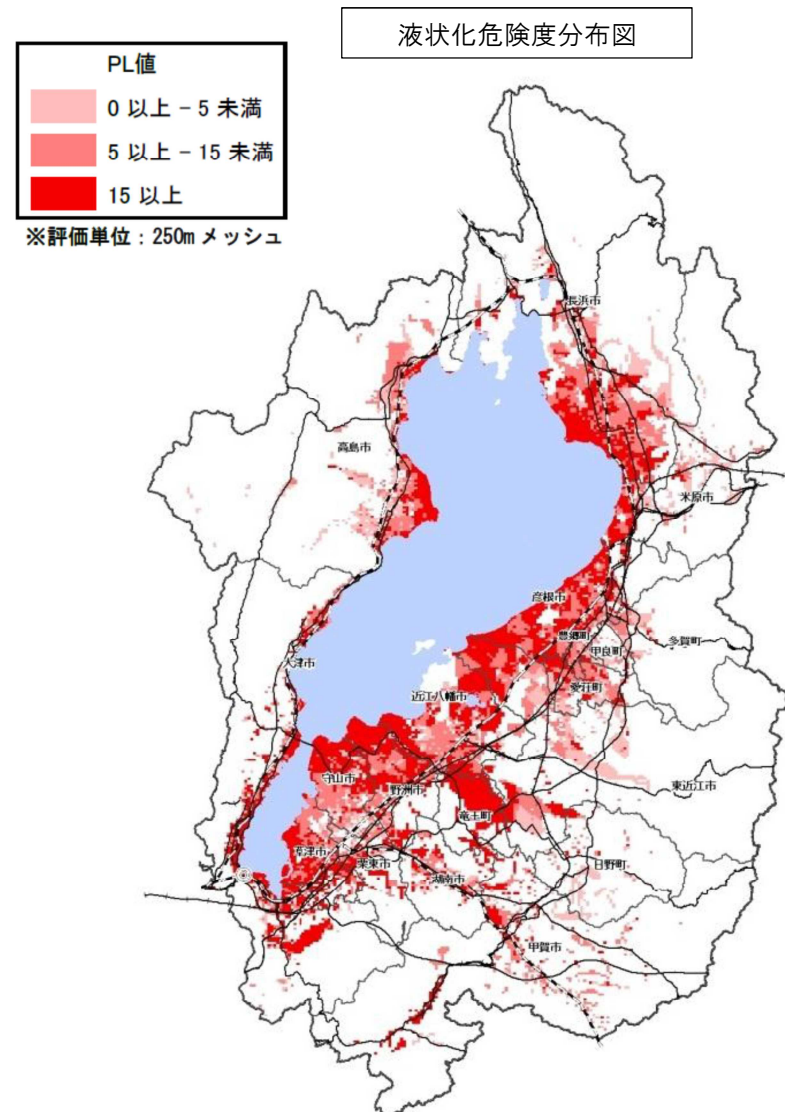 液状化危険度分布図
PL値
0 以上 − 5 未満
5 以上 − 15 未満
15 以上
※評価単位：250m メッシュ
長浜市
高島市
米原市
彦根市
豊郷町
多賀町
甲良町
大津市
愛荘町
近江八幡市
守山市
野洲市
東近江市
竜王町
草津市
栗東市
日野町
湖南市
甲賀市